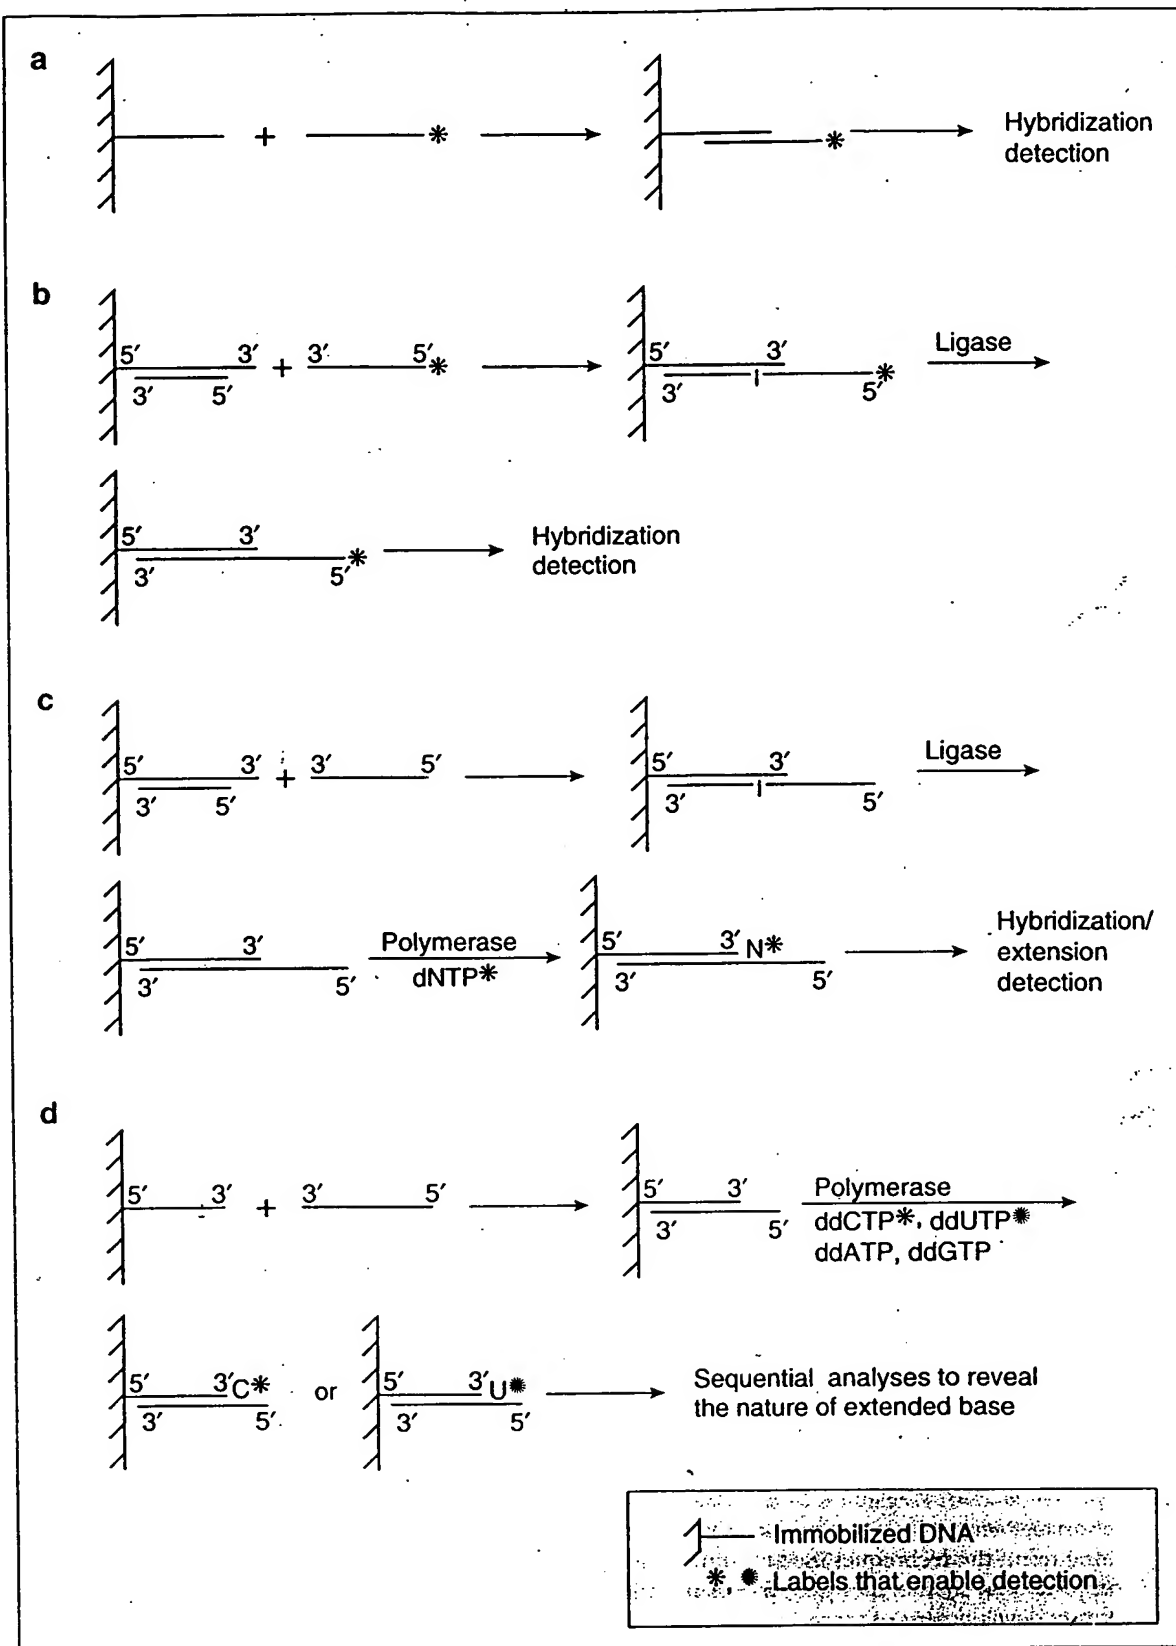 a
+ * * Hybridization
detection
b
5′ 3′ + 3′ 5′* 5′ 3′ Ligase
3′ 5′ 3′ 5′*
5′ 3′ Hybridization
3′ 5′* detection
c
5′ 3′ + 3′ 5′ 5′ 3′ Ligase
3′ 5′ 3′ 5′
5′ 3′ Polymerase 5′ 3′ N* Hybridization/
3′ 5′ dNTP* 3′ 5′ extension
detection
d
5′ 3′ + 3′ 5′ 5′ 3′ Polymerase
3′ 5′ ddCTP*, ddUTP✺
ddATP, ddGTP
5′ 3′C* or 5′ 3′U✺ Sequential analyses to reveal
3′ 5′ 3′ 5′ the nature of extended base
Immobilized DNA
*, ✺ Labels that enable detection